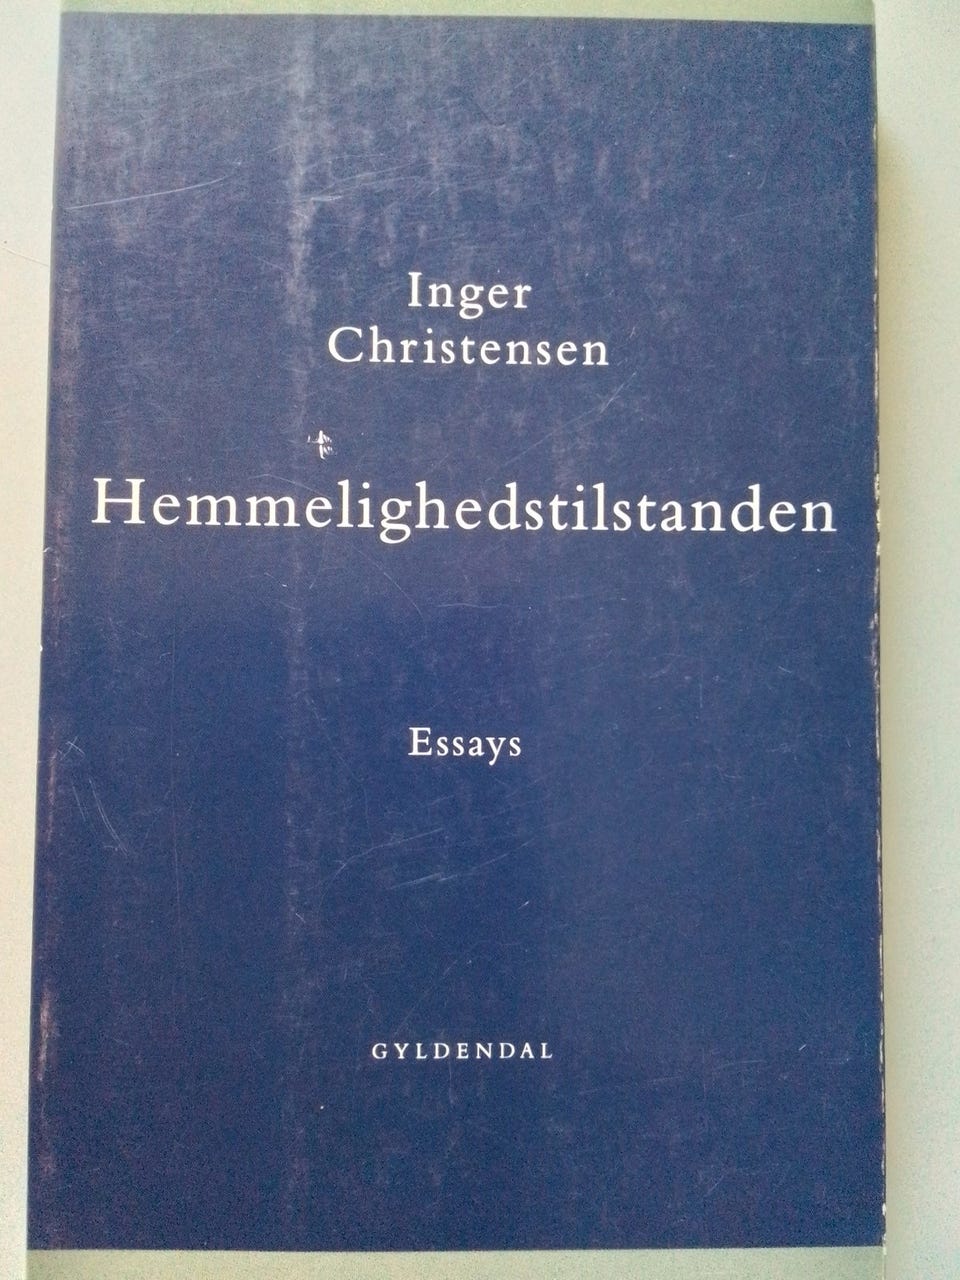 Inger
Christensen
Hemmelighedstilstanden
Essays
GYLDENDAL